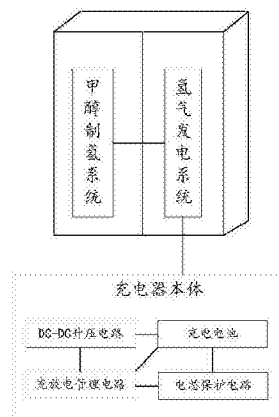 甲醇制氢系统
氢气发电系统
充电器本体
DC-DC升压电路
充电电池
充放电管理电路
电芯保护电路